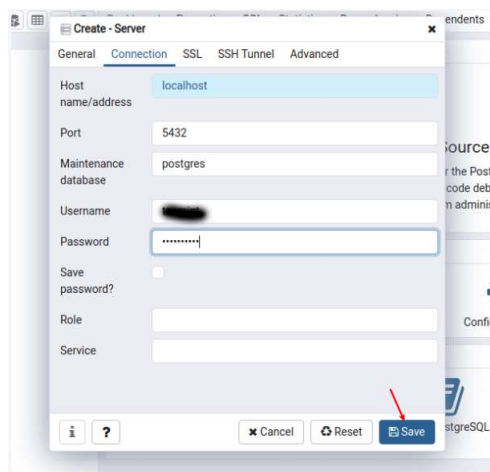 Create - Server
General Connection SSL SSH Tunnel Advanced
Host name/address
localhost
Port
5432
Maintenance database
postgres
Username
Password
••••••••••
Save password?
Role
Service
i ? Cancel Reset Save
endents
Source
r the Post
code deb
n adminis
Confi
stgreSQL